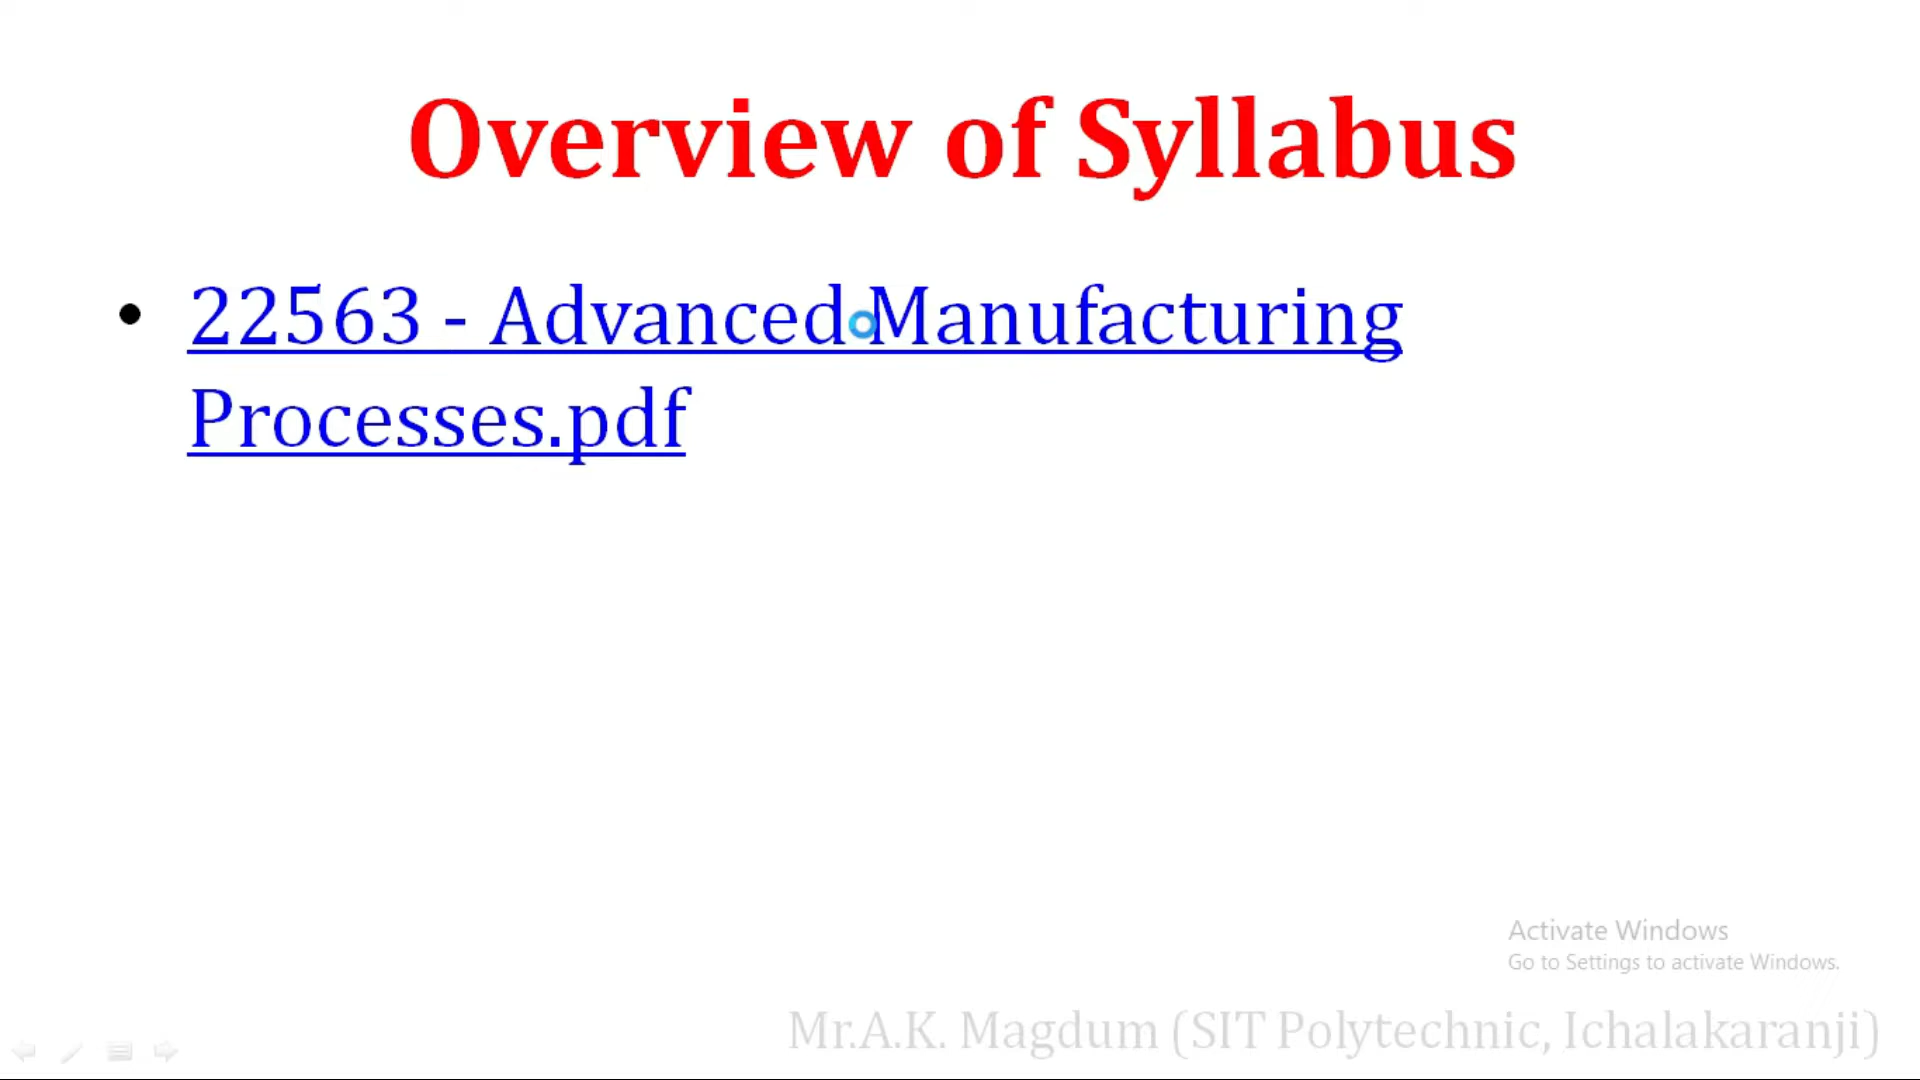 Overview of Syllabus
• 22563 - Advanced Manufacturing
Processes.pdf
Activate Windows
Go to Settings to activate Windows.
Mr.A.K. Magdum (SIT Polytechnic, Ichalakaranji)